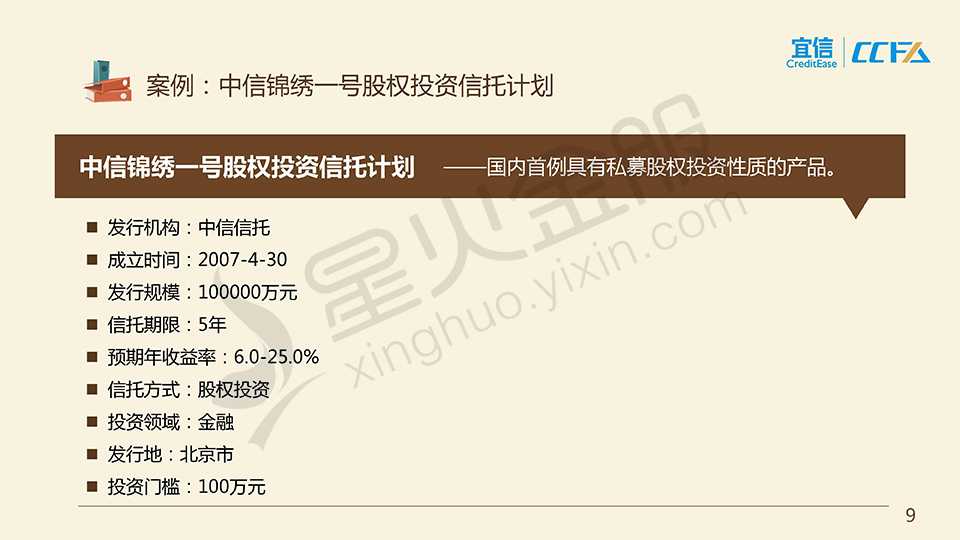 宜信
CreditEase
CCFA
案例：中信锦绣一号股权投资信托计划
中信锦绣一号股权投资信托计划 ——国内首例具有私募股权投资性质的产品。
■ 发行机构：中信信托
■ 成立时间：2007-4-30
■ 发行规模：100000万元
■ 信托期限：5年
■ 预期年收益率：6.0-25.0%
■ 信托方式：股权投资
■ 投资领域：金融
■ 发行地：北京市
■ 投资门槛：100万元
星火金服
xinghuo.yixin.com
9